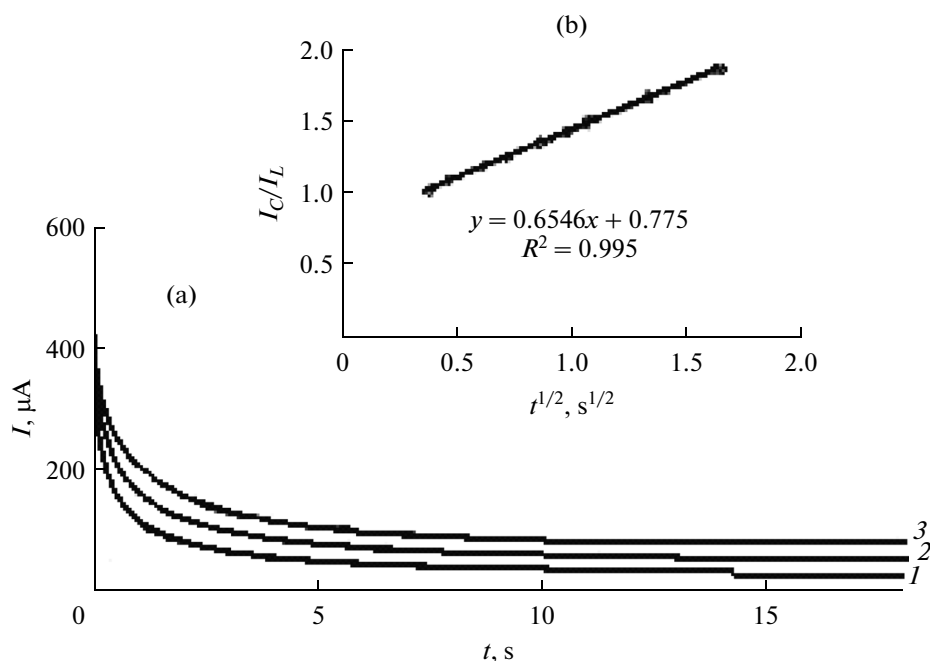 (b)
2.0
1.5
1.0
0.5
I_C/I_L
y = 0.6546x + 0.775
R² = 0.995
0 0.5 1.0 1.5 2.0
t^{1/2}, s^{1/2}
(a)
600
400
200
I, μA
3
2
1
0 5 10 15
t, s